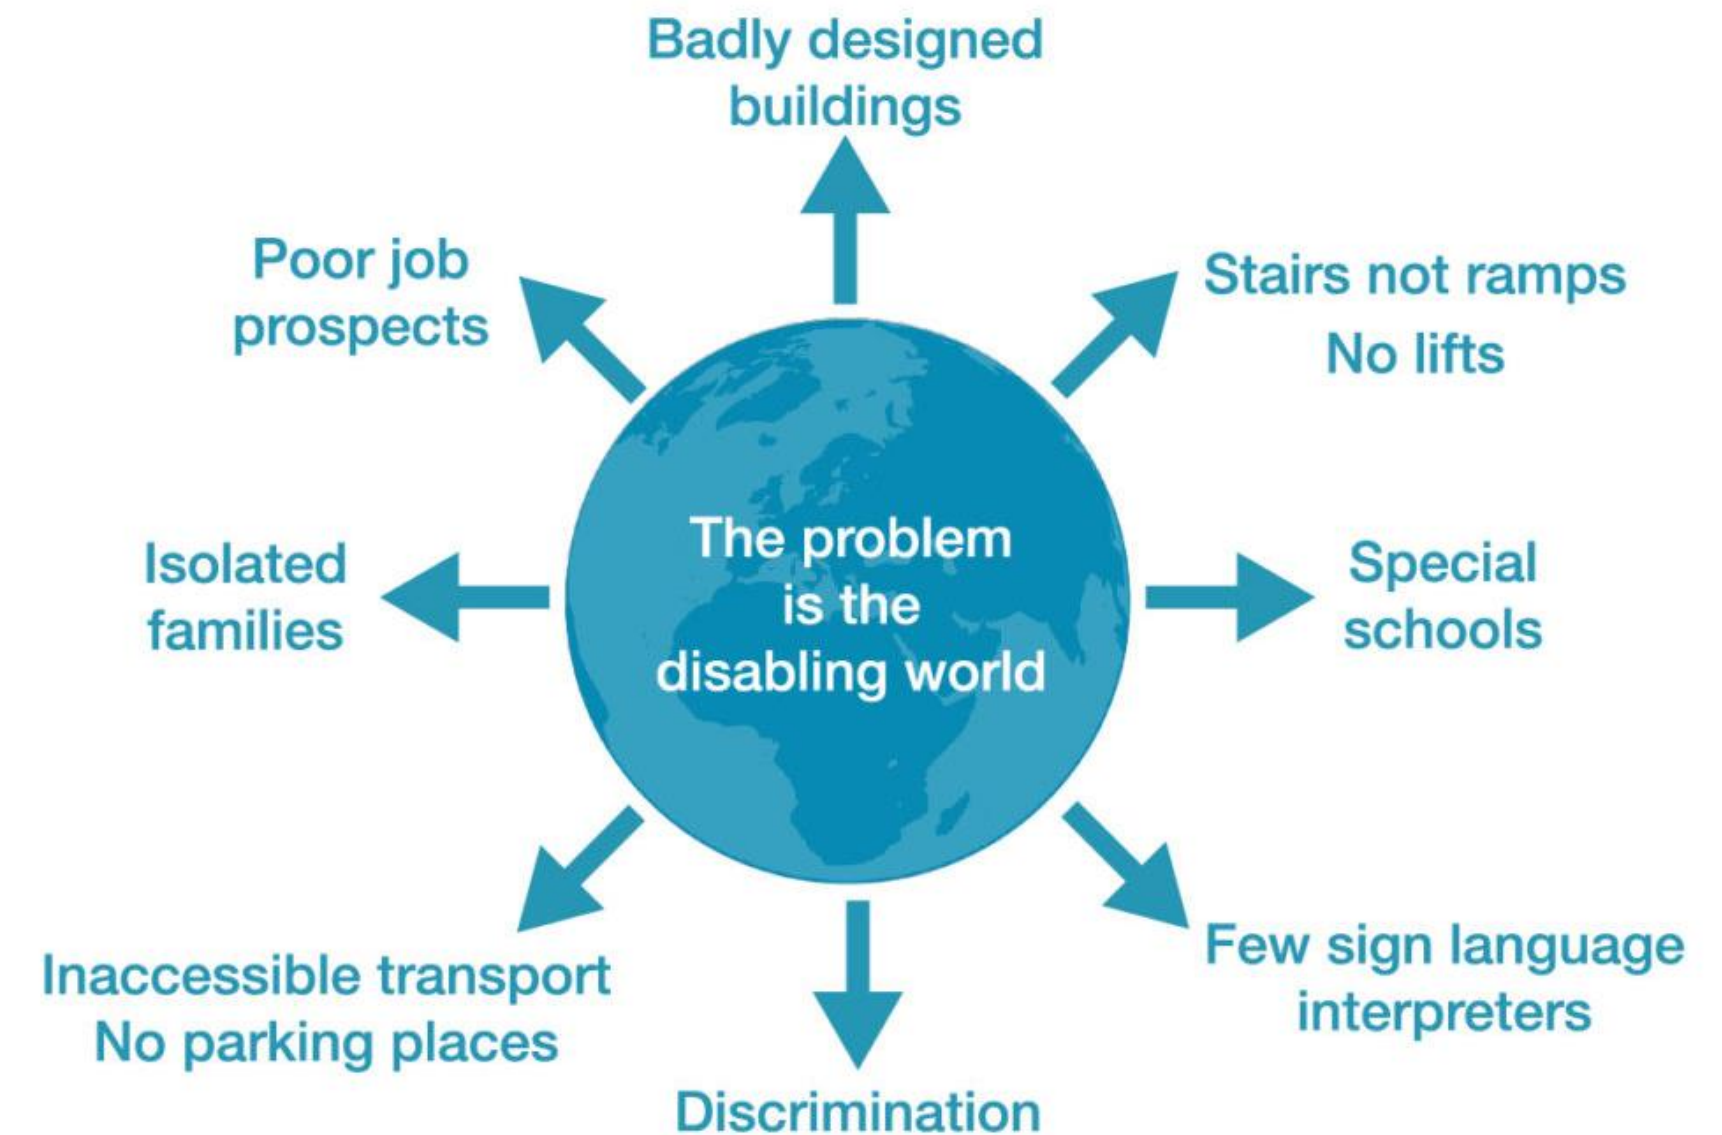 Badly designed
buildings
Poor job
prospects
Stairs not ramps
No lifts
Isolated
families
The problem
is the
disabling world
Special
schools
Inaccessible transport
No parking places
Few sign language
interpreters
Discrimination